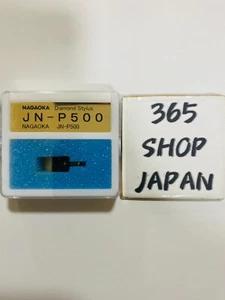 NAGAOKA Diamond Stylus
JN-P500
NAGAOKA JN-P500
365
SHOP
JAPAN